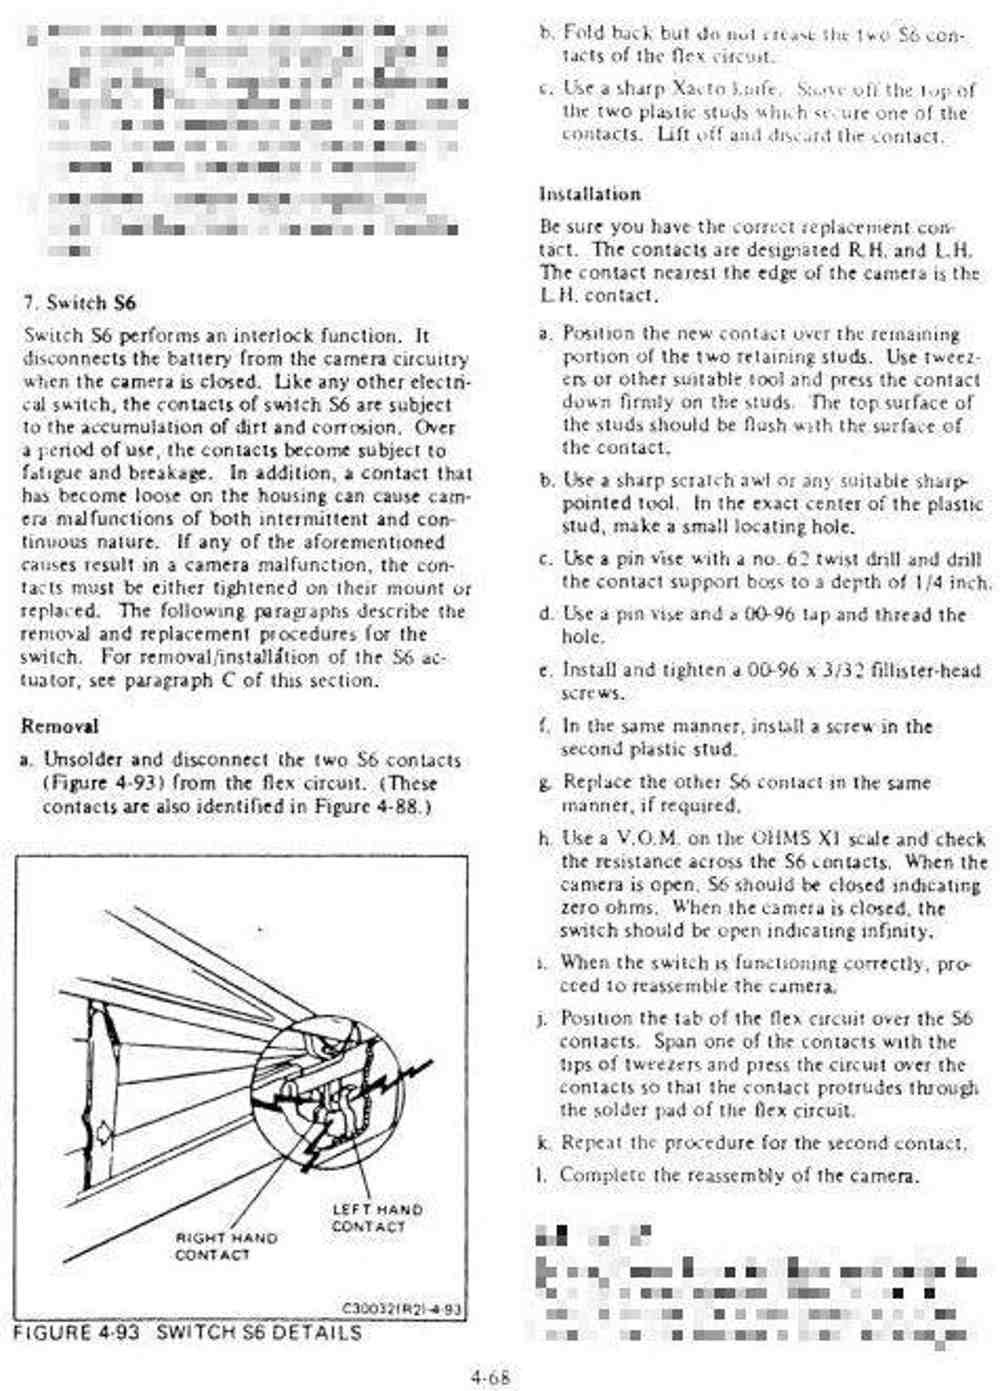 7. Switch S6
Switch S6 performs an interlock function. It
disconnects the battery from the camera circuitry
when the camera is closed. Like any other electri-
cal switch, the contacts of switch S6 are subject
to the accumulation of dirt and corrosion. Over
a period of use, the contacts become subject to
fatigue and breakage. In addition, a contact that
has become loose on the housing can cause cam-
era malfunctions of both intermittent and con-
tinuous nature. If any of the aforementioned
causes result in a camera malfunction, the con-
tacts must be either tightened on their mount or
replaced. The following paragraphs describe the
removal and replacement procedures for the
switch. For removal/installation of the S6 ac-
tuator, see paragraph C of this section.
Removal
a. Unsolder and disconnect the two S6 contacts
(Figure 4-93) from the flex circuit. (These
contacts are also identified in Figure 4-88.)
LEFT HAND
CONTACT
RIGHT HAND
CONTACT
C30032(R2)-4-93
FIGURE 4-93 SWITCH S6 DETAILS
b. Fold back but do not crease the two S6 con-
tacts of the flex circuit.
c. Use a sharp Xacto knife. Shave off the top of
the two plastic studs which secure one of the
contacts. Lift off and discard the contact.
Installation
Be sure you have the correct replacement con-
tact. The contacts are designated R.H. and L.H.
The contact nearest the edge of the camera is the
L.H. contact.
a. Position the new contact over the remaining
portion of the two retaining studs. Use tweez-
ers or other suitable tool and press the contact
down firmly on the studs. The top surface of
the studs should be flush with the surface of
the contact.
b. Use a sharp scratch awl or any suitable sharp-
pointed tool. In the exact center of the plastic
stud, make a small locating hole.
c. Use a pin vise with a no. 62 twist drill and drill
the contact support boss to a depth of 1/4 inch.
d. Use a pin vise and a 00-96 tap and thread the
hole.
e. Install and tighten a 00-96 x 3/32 fillister-head
screws.
f. In the same manner, install a screw in the
second plastic stud.
g. Replace the other S6 contact in the same
manner, if required.
h. Use a V.O.M. on the OHMS X1 scale and check
the resistance across the S6 contacts. When the
camera is open, S6 should be closed indicating
zero ohms. When the camera is closed, the
switch should be open indicating infinity.
i. When the switch is functioning correctly, pro-
ceed to reassemble the camera.
j. Position the tab of the flex circuit over the S6
contacts. Span one of the contacts with the
tips of tweezers and press the circuit over the
contacts so that the contact protrudes through
the solder pad of the flex circuit.
k. Repeat the procedure for the second contact.
l. Complete the reassembly of the camera.
4-68